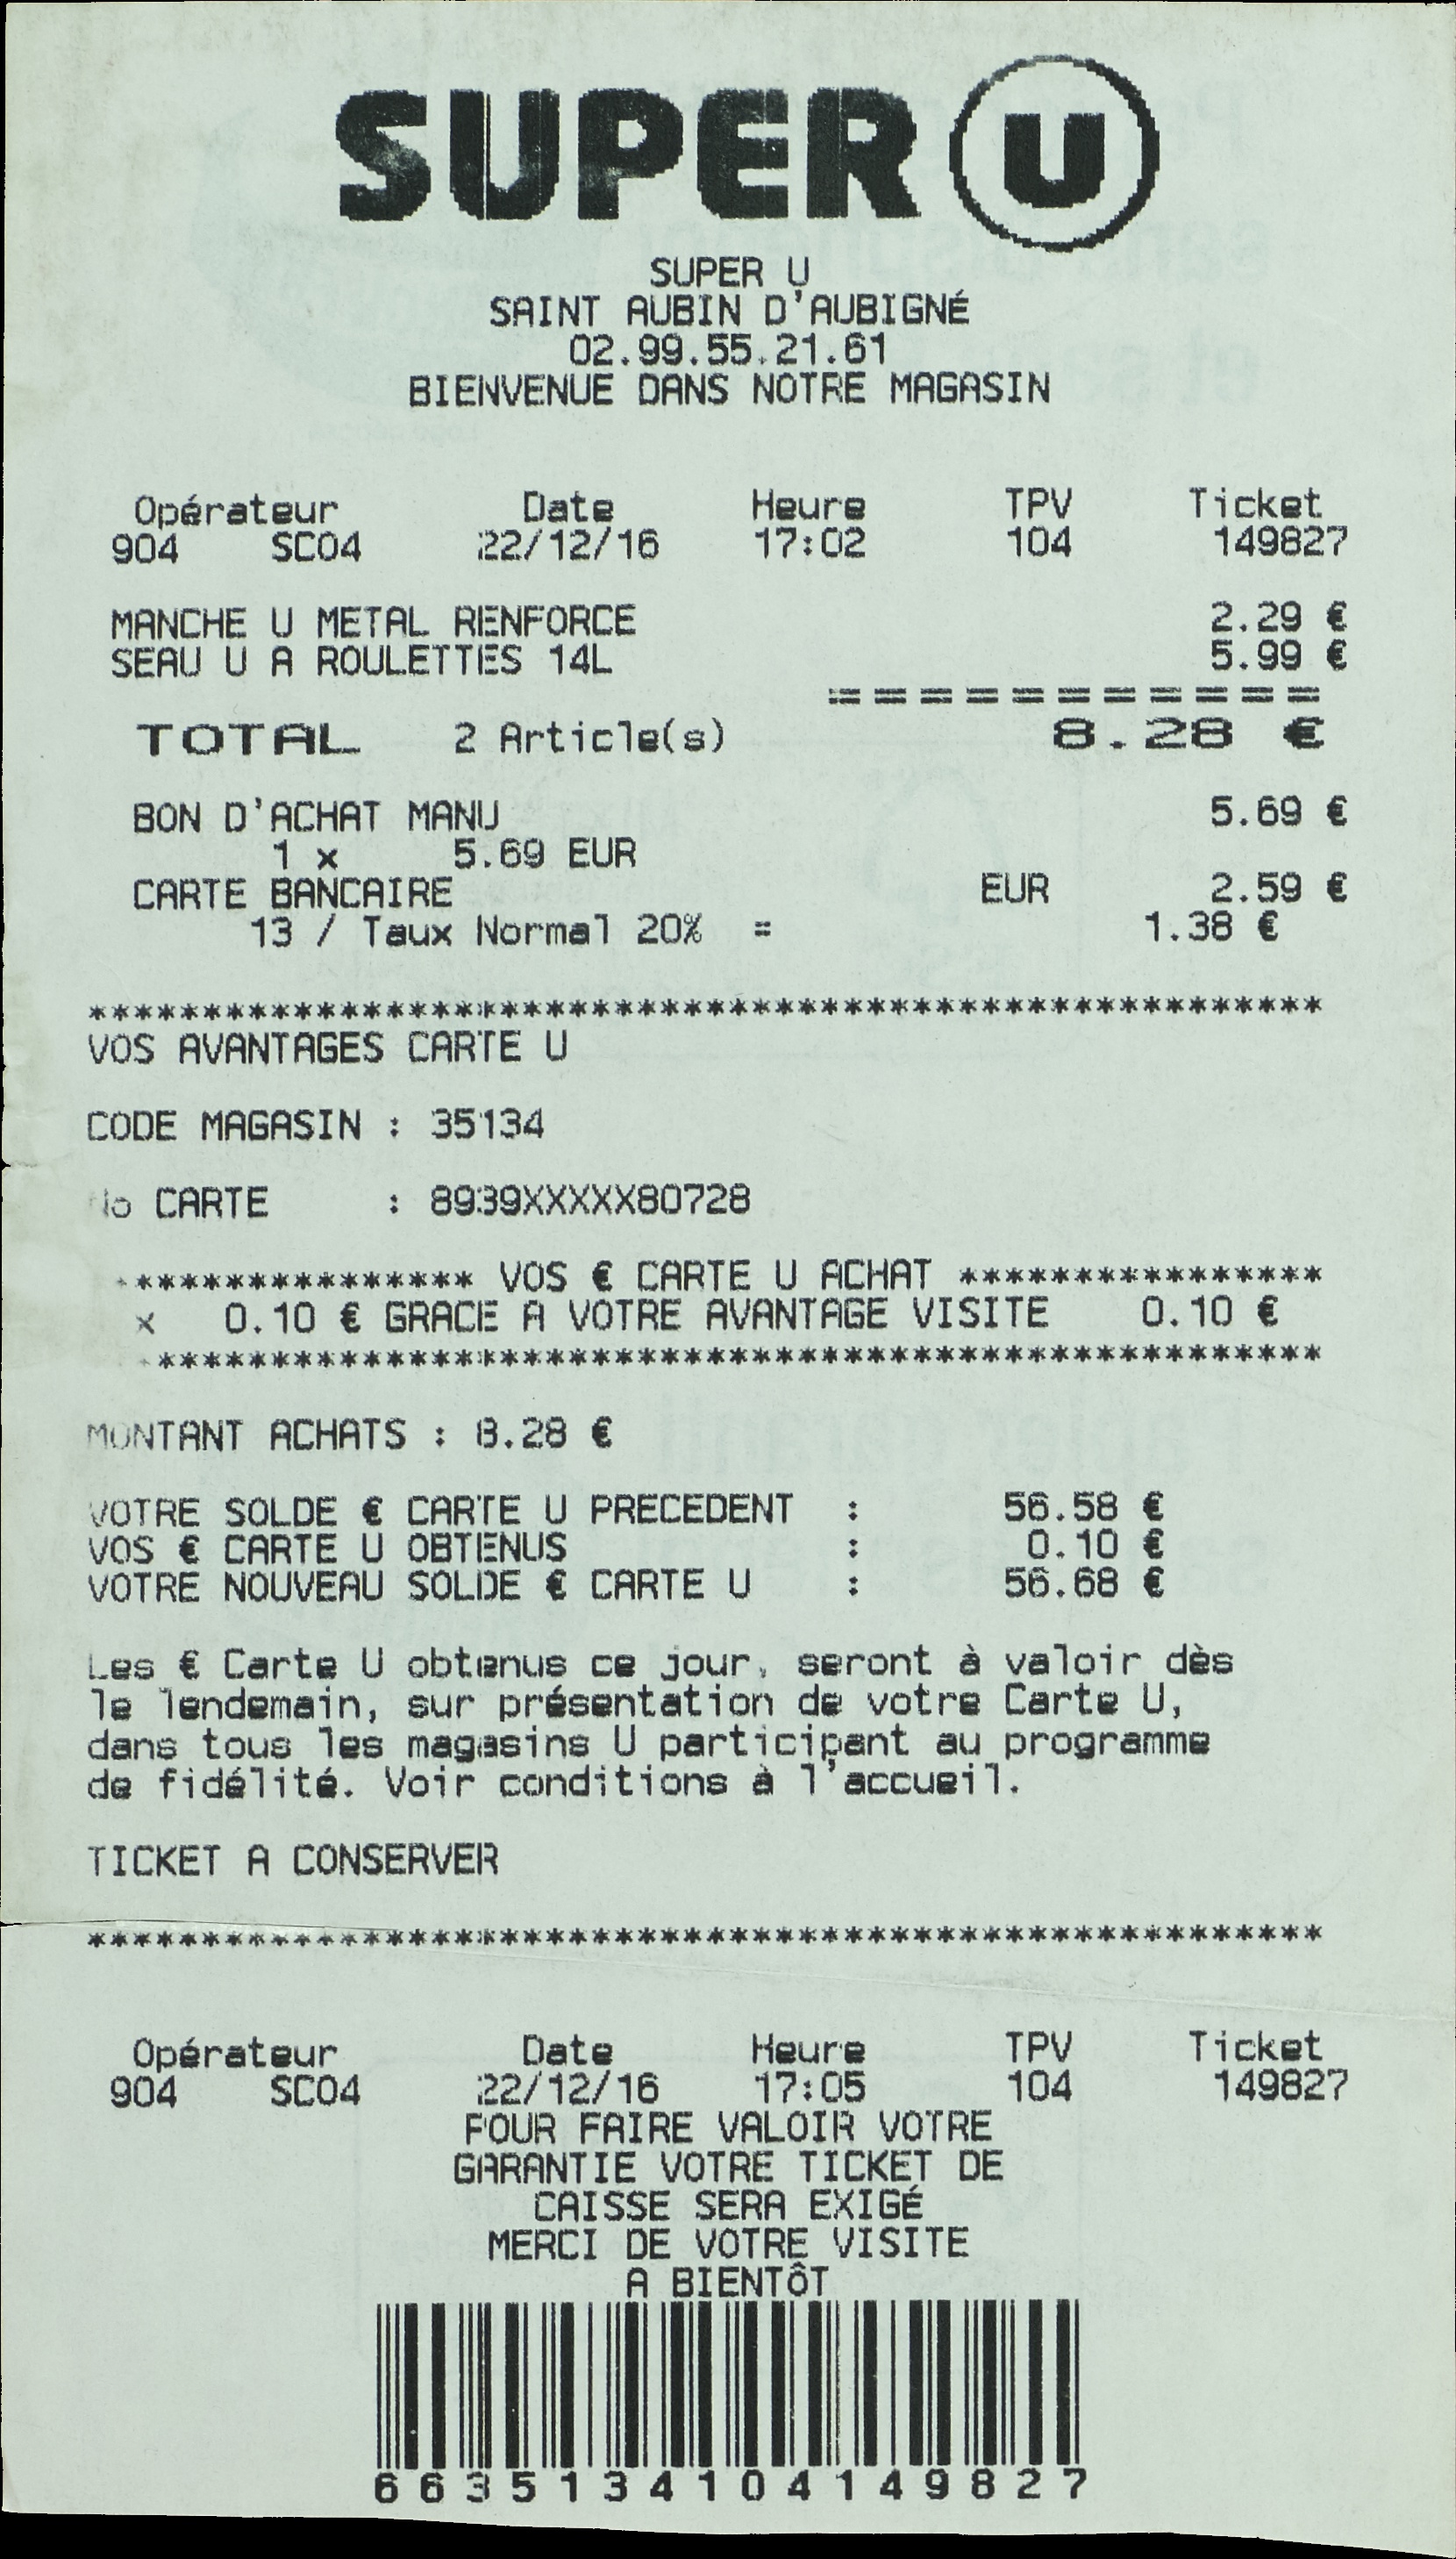 SUPER U
SUPER U
SAINT AUBIN D'AUBIGNÉ
02.99.55.21.61
BIENVENUE DANS NOTRE MAGASIN
Opérateur Date Heure TPV Ticket
904 SC04 22/12/16 17:02 104 149827
MANCHE U METAL RENFORCE 2.29 €
SEAU U A ROULETTES 14L 5.99 €
===========
TOTAL 2 Article(s) 8.28 €
BON D'ACHAT MANU 5.69 €
1 x 5.69 EUR
CARTE BANCAIRE EUR 2.59 €
13 / Taux Normal 20% = 1.38 €
******************************************************
VOS AVANTAGES CARTE U
CODE MAGASIN : 35134
No CARTE : 8939XXXXX80728
**************** VOS € CARTE U ACHAT ****************
x 0.10 € GRACE A VOTRE AVANTAGE VISITE 0.10 €
****************************************************
MONTANT ACHATS : 8.28 €
VOTRE SOLDE € CARTE U PRECEDENT : 56.58 €
VOS € CARTE U OBTENUS : 0.10 €
VOTRE NOUVEAU SOLDE € CARTE U : 56.68 €
Les € Carte U obtenus ce jour, seront à valoir dès
le lendemain, sur présentation de votre Carte U,
dans tous les magasins U participant au programme
de fidélité. Voir conditions à l'accueil.
TICKET A CONSERVER
******************************************************
Opérateur Date Heure TPV Ticket
904 SC04 22/12/16 17:05 104 149827
POUR FAIRE VALOIR VOTRE
GARANTIE VOTRE TICKET DE
CAISSE SERA EXIGÉ
MERCI DE VOTRE VISITE
A BIENTÔT
6635134104149827